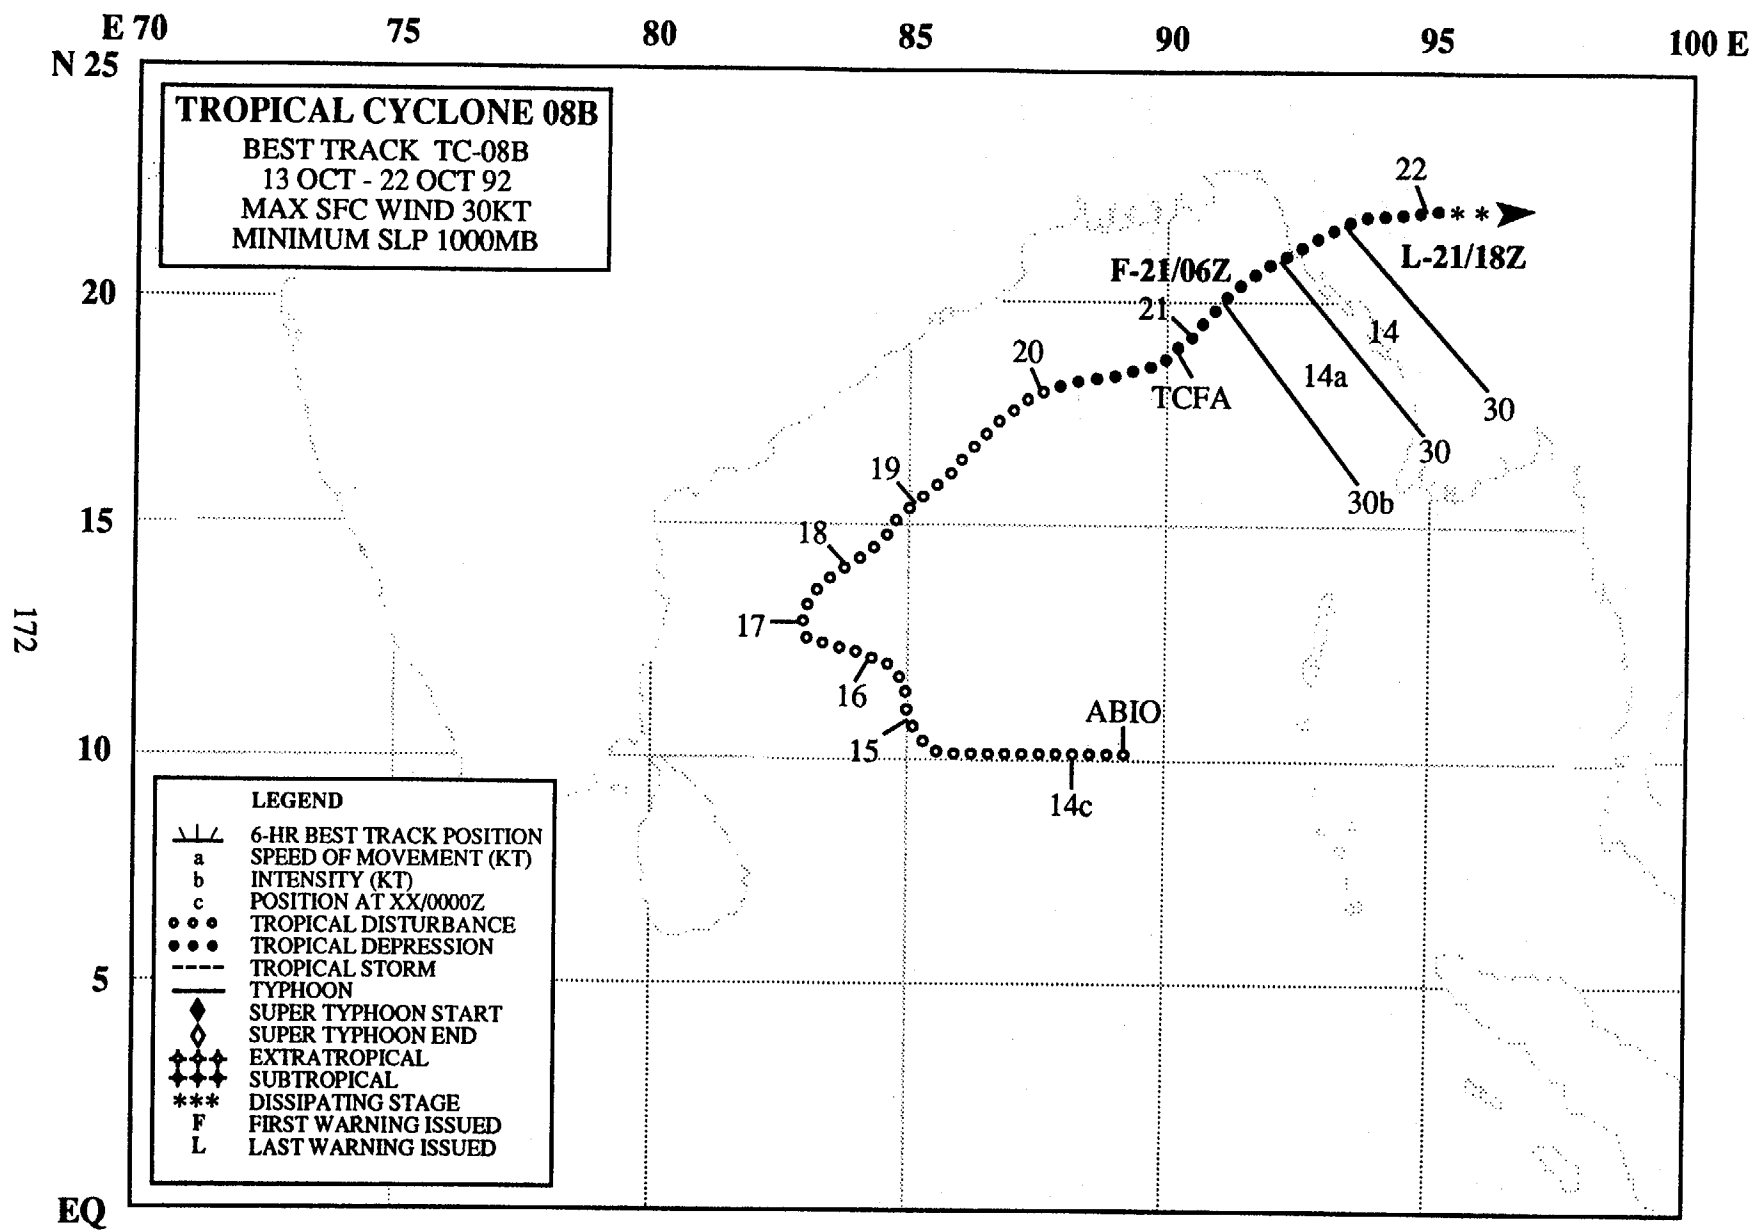 E 70 75 80 85 90 95 100 E
N 25
TROPICAL CYCLONE 08B
BEST TRACK TC-08B
13 OCT - 22 OCT 92
MAX SFC WIND 30KT
MINIMUM SLP 1000MB
22
L-21/18Z
F-21/06Z
20
21
14
20
14a
TCFA
30
30
19
30b
15
18
172
17
16
ABIO
15
10
14c
LEGEND
6-HR BEST TRACK POSITION
a SPEED OF MOVEMENT (KT)
b INTENSITY (KT)
c POSITION AT XX/0000Z
TROPICAL DISTURBANCE
TROPICAL DEPRESSION
TROPICAL STORM
5
TYPHOON
SUPER TYPHOON START
SUPER TYPHOON END
EXTRATROPICAL
SUBTROPICAL
*** DISSIPATING STAGE
F FIRST WARNING ISSUED
L LAST WARNING ISSUED
EQ